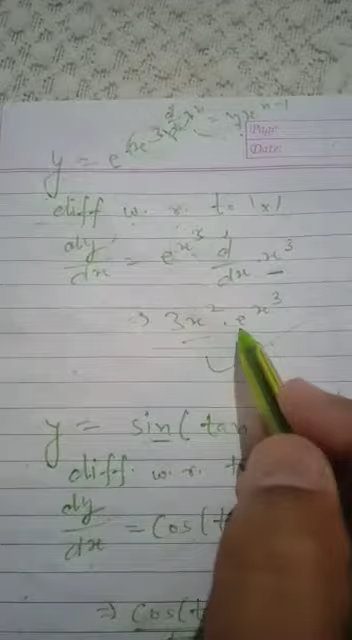 d/dx xⁿ = nxⁿ⁻¹
Page:
Date:
y = e^x³
diff w. r. t. 'x'
dy/dx = e^x³ . d/dx x³
⇒ 3x² . e^x³
y = sin(tan
diff. w. r. t
dy/dx = cos(t
⇒ cos(t